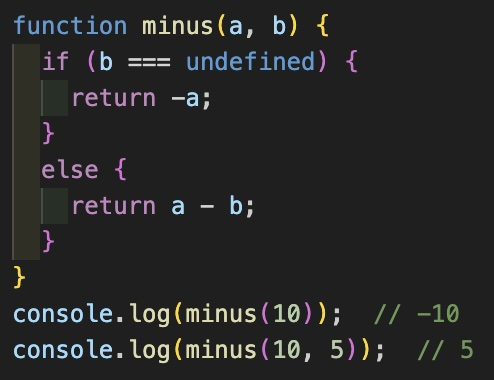 function minus(a, b) {
  if (b === undefined) {
    return -a;
  }
  else {
    return a - b;
  }
}
console.log(minus(10));  // -10
console.log(minus(10, 5));  // 5